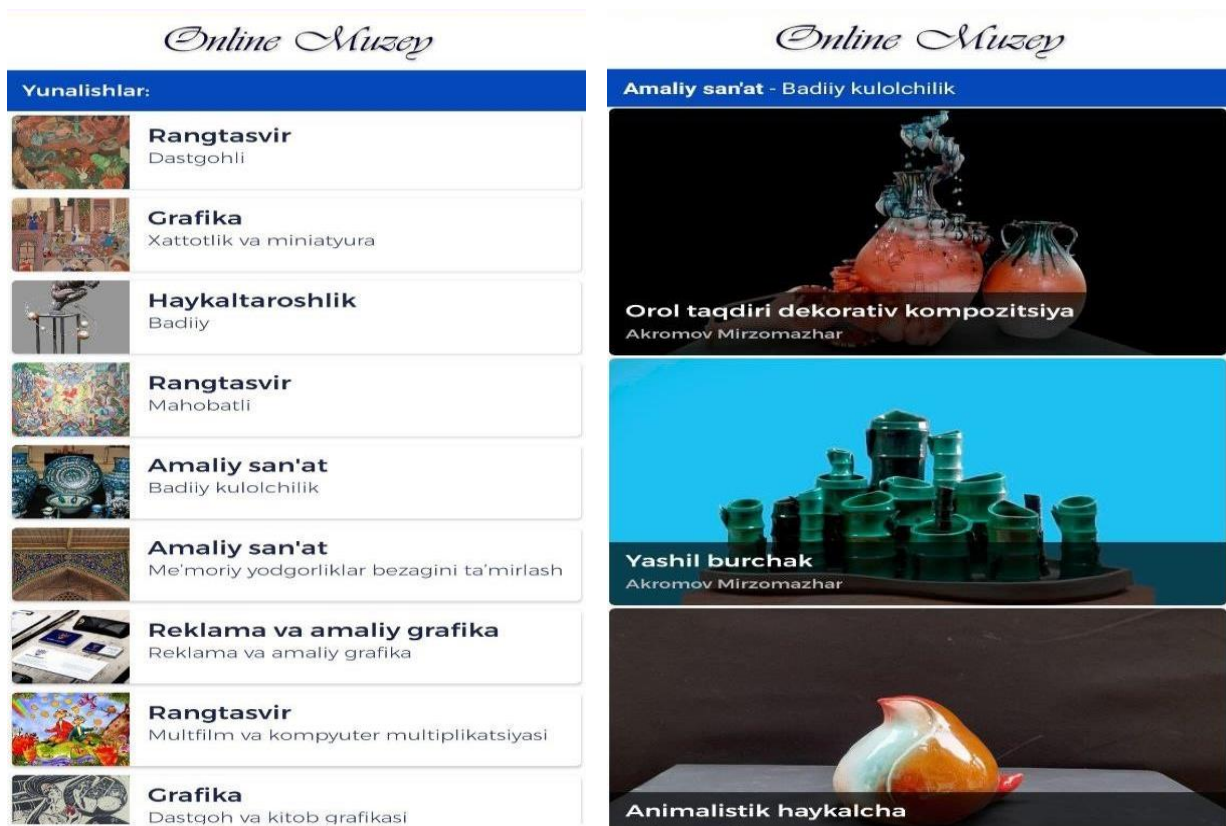 Online Muzey
Yunalishlar:
Rangtasvir
Dastgohli
Grafika
Xattotlik va miniatyura
Haykaltaroshlik
Badiiy
Rangtasvir
Mahobatli
Amaliy san'at
Badiiy kulolchilik
Amaliy san'at
Me'moriy yodgorliklar bezagini ta'mirlash
Reklama va amaliy grafika
Reklama va amaliy grafika
Rangtasvir
Multfilm va kompyuter multiplikatsiyasi
Grafika
Dastgoh va kitob grafikasi
Online Muzey
Amaliy san'at - Badiiy kulolchilik
Orol taqdiri dekorativ kompozitsiya
Akromov Mirzomazhar
Yashil burchak
Akromov Mirzomazhar
Animalistik haykalcha